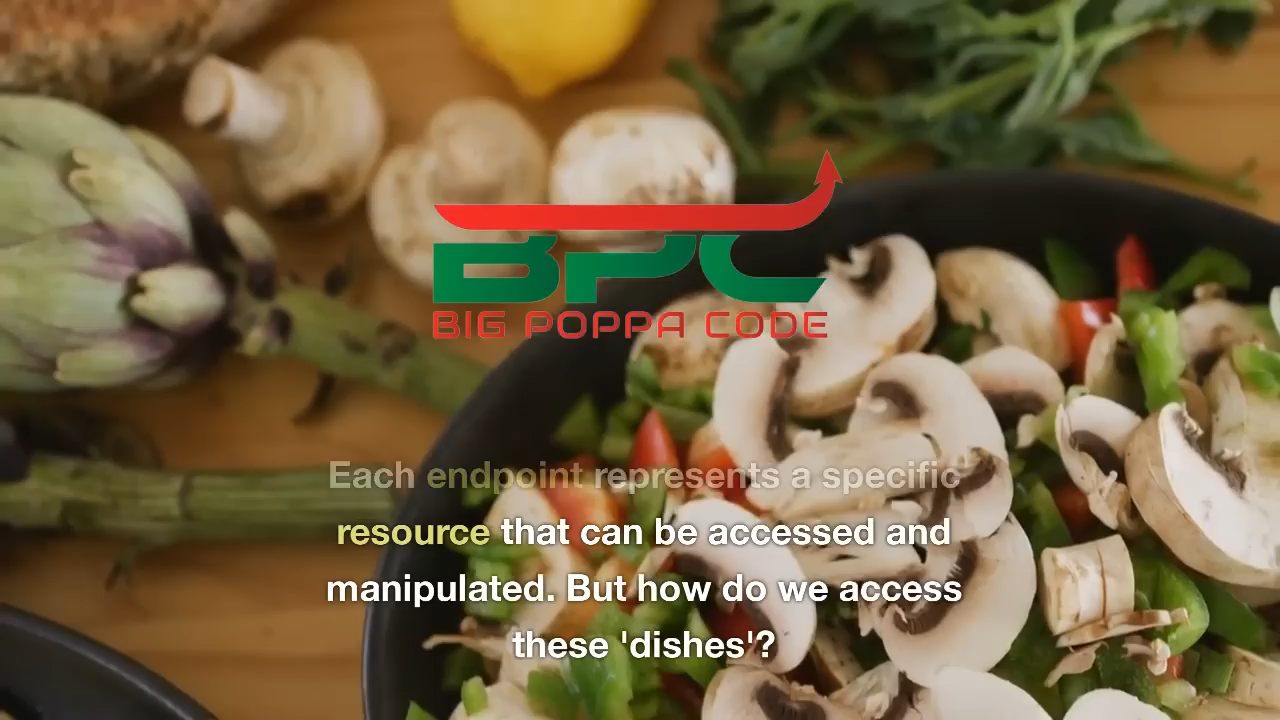 BPC
BIG POPPA CODE
Each endpoint represents a specific
resource that can be accessed and
manipulated. But how do we access
these 'dishes'?